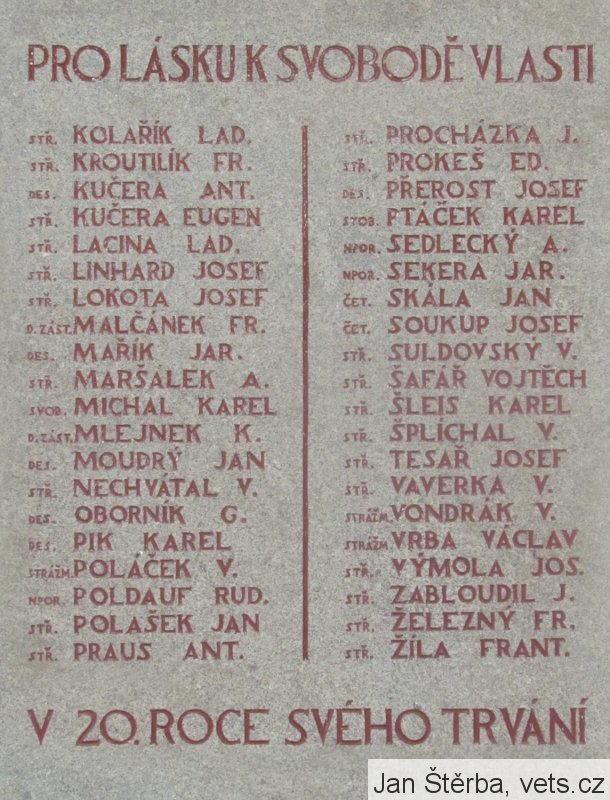 PRO LÁSKU K SVOBODĚ VLASTI
STŘ. KOLAŘÍK LAD.
STŘ. KROUTILÍK FR.
DES. KUČERA ANT.
STŘ. KUČERA EUGEN
STŘ. LACINA LAD.
STŘ. LINHARD JOSEF
STŘ. LOKOTA JOSEF
D. ZÁST. MALČÁNEK FR.
DES. MAŘÍK JAR.
STŘ. MARŠÁLEK A.
SVOB. MICHAL KAREL
D. ZÁST. MLEJNEK K.
DES. MOUDRÝ JAN
STŘ. NECHVÁTAL V.
DES. OBORNÍK G.
DES. PIK KAREL
STRÁŽM. POLÁČEK V.
NPOR. POLDAUF RUD.
STŘ. POLAŠEK JAN
STŘ. PRAUS ANT.
STŘ. PROCHÁZKA J.
STŘ. PROKEŠ ED.
DES. PŘEROST JOSEF
SVOB. PTÁČEK KAREL
NPOR. SEDLECKÝ A.
NPOR. SEKERA JAR.
ČET. SKÁLA JAN
ČET. SOUKUP JOSEF
STŘ. SULDOVSKÝ V.
STŘ. ŠAFÁŘ VOJTĚCH
STŘ. ŠLEIS KAREL
STŘ. ŠPLÍCHAL V.
STŘ. TESAŘ JOSEF
STŘ. VAVERKA V.
STRÁŽM. VONDRÁK V.
STRÁŽM. VRBA VÁCLAV
STŘ. VÝMOLA JOS.
STŘ. ZABLOUDIL J.
STŘ. ŽELEZNÝ FR.
STŘ. ŽÍLA FRANT.
V 20. ROCE SVÉHO TRVÁNÍ
Jan Štěrba, vets.cz